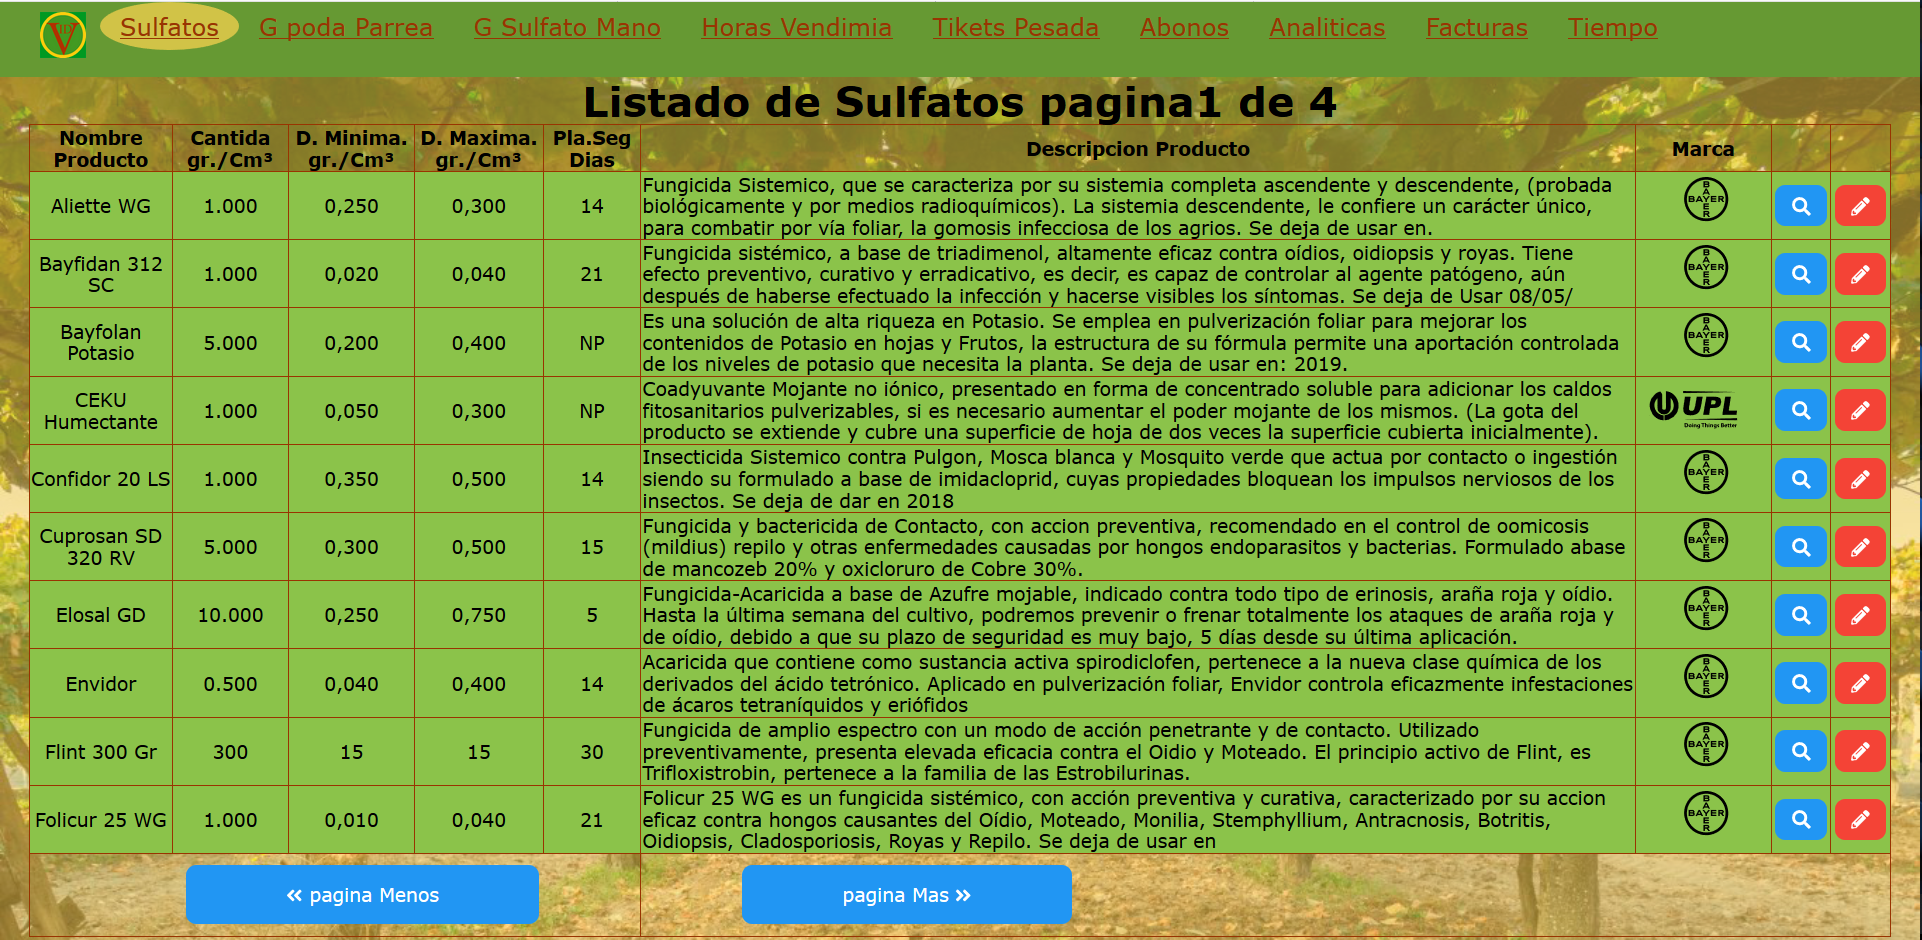 Sulfatos G poda Parrea G Sulfato Mano Horas Vendimia Tikets Pesada Abonos Analiticas Facturas Tiempo
Listado de Sulfatos pagina1 de 4
Nombre Producto Cantida gr./Cm³ D. Minima. gr./Cm³ D. Maxima. gr./Cm³ Pla.Seg Dias Descripcion Producto Marca
Aliette WG 1.000 0,250 0,300 14
Fungicida Sistemico, que se caracteriza por su sistemia completa ascendente y descendente, (probada
biológicamente y por medios radioquímicos). La sistemia descendente, le confiere un carácter único,
para combatir por vía foliar, la gomosis infecciosa de los agrios. Se deja de usar en.
BAYER
Bayfidan 312 SC 1.000 0,020 0,040 21
Fungicida sistémico, a base de triadimenol, altamente eficaz contra oídios, oidiopsis y royas. Tiene
efecto preventivo, curativo y erradicativo, es decir, es capaz de controlar al agente patógeno, aún
después de haberse efectuado la infección y hacerse visibles los síntomas. Se deja de Usar 08/05/
BAYER
Bayfolan Potasio 5.000 0,200 0,400 NP
Es una solución de alta riqueza en Potasio. Se emplea en pulverización foliar para mejorar los
contenidos de Potasio en hojas y Frutos, la estructura de su fórmula permite una aportación controlada
de los niveles de potasio que necesita la planta. Se deja de usar en: 2019.
BAYER
CEKU Humectante 1.000 0,050 0,300 NP
Coadyuvante Mojante no iónico, presentado en forma de concentrado soluble para adicionar los caldos
fitosanitarios pulverizables, si es necesario aumentar el poder mojante de los mismos. (La gota del
producto se extiende y cubre una superficie de hoja de dos veces la superficie cubierta inicialmente).
UPL
Doing Things Better
Confidor 20 LS 1.000 0,350 0,500 14
Insecticida Sistemico contra Pulgon, Mosca blanca y Mosquito verde que actua por contacto o ingestión
siendo su formulado a base de imidacloprid, cuyas propiedades bloquean los impulsos nerviosos de los
insectos. Se deja de dar en 2018
BAYER
Cuprosan SD 320 RV 5.000 0,300 0,500 15
Fungicida y bactericida de Contacto, con accion preventiva, recomendado en el control de oomicosis
(mildius) repilo y otras enfermedades causadas por hongos endoparasitos y bacterias. Formulado abase
de mancozeb 20% y oxicloruro de Cobre 30%.
BAYER
Elosal GD 10.000 0,250 0,750 5
Fungicida-Acaricida a base de Azufre mojable, indicado contra todo tipo de erinosis, araña roja y oídio.
Hasta la última semana del cultivo, podremos prevenir o frenar totalmente los ataques de araña roja y
de oídio, debido a que su plazo de seguridad es muy bajo, 5 días desde su última aplicación.
BAYER
Envidor 0.500 0,040 0,400 14
Acaricida que contiene como sustancia activa spirodiclofen, pertenece a la nueva clase química de los
derivados del ácido tetrónico. Aplicado en pulverización foliar, Envidor controla eficazmente infestaciones
de ácaros tetraníquidos y eriófidos
BAYER
Flint 300 Gr 300 15 15 30
Fungicida de amplio espectro con un modo de acción penetrante y de contacto. Utilizado
preventivamente, presenta elevada eficacia contra el Oidio y Moteado. El principio activo de Flint, es
Trifloxistrobin, pertenece a la familia de las Estrobilurinas.
BAYER
Folicur 25 WG 1.000 0,010 0,040 21
Folicur 25 WG es un fungicida sistémico, con acción preventiva y curativa, caracterizado por su accion
eficaz contra hongos causantes del Oídio, Moteado, Monilia, Stemphyllium, Antracnosis, Botritis,
Oidiopsis, Cladosporiosis, Royas y Repilo. Se deja de usar en
BAYER
pagina Menos pagina Mas